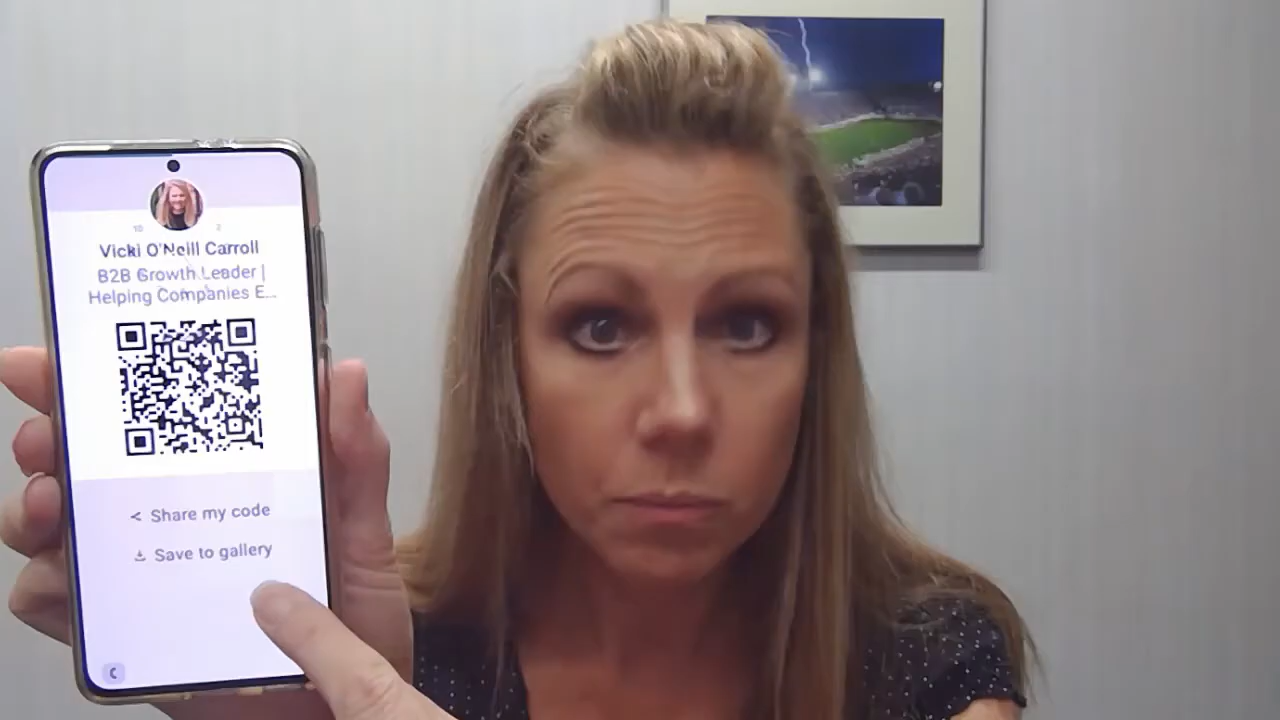 Vicki O'Neill Carroll
B2B Growth Leader |
Helping Companies E...
Share my code
Save to gallery